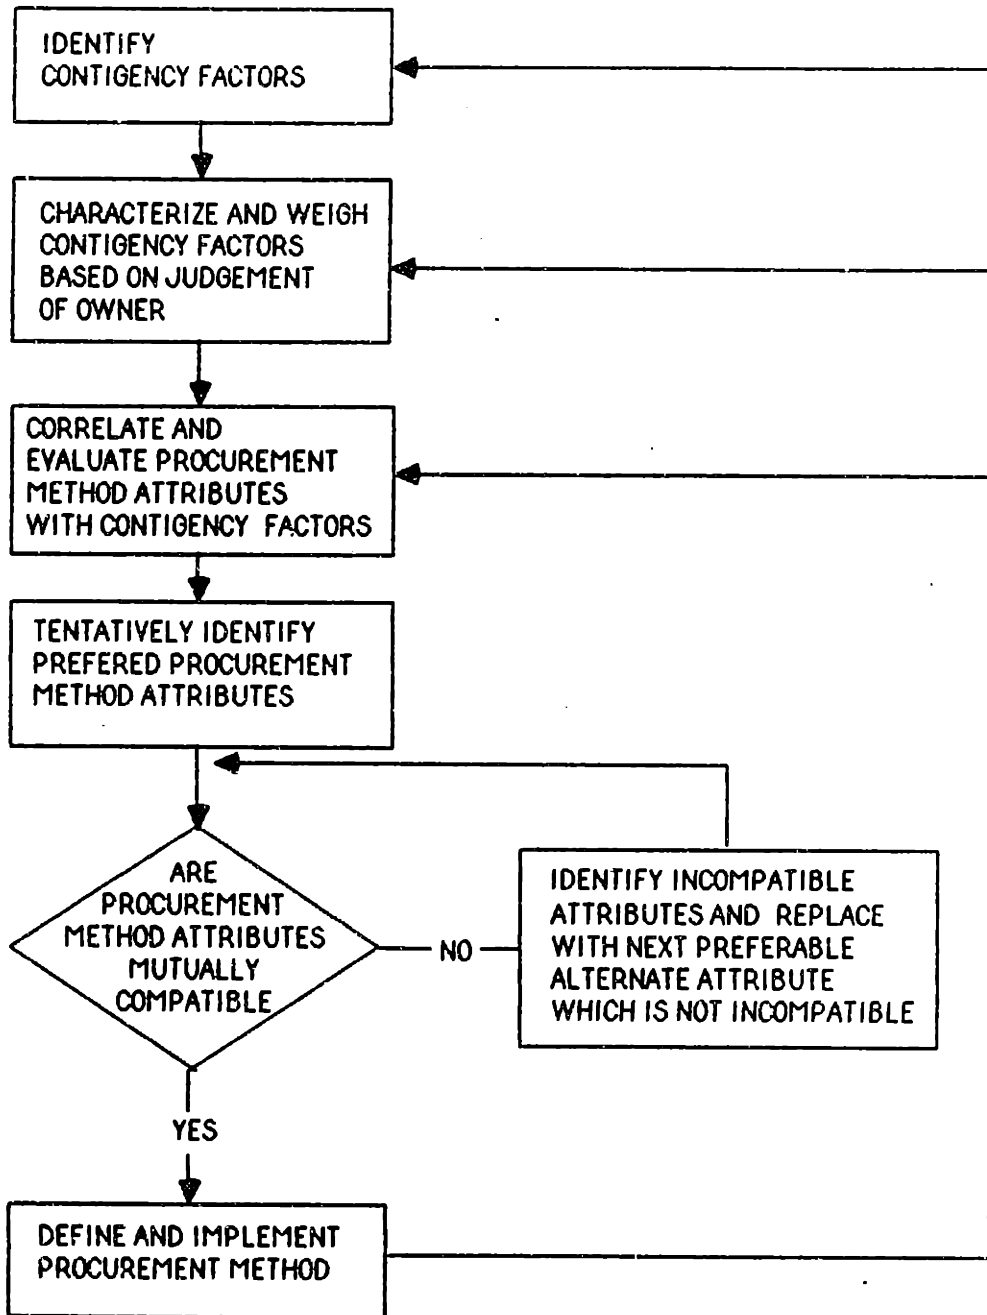 IDENTIFY
CONTIGENCY FACTORS
CHARACTERIZE AND WEIGH
CONTIGENCY FACTORS
BASED ON JUDGEMENT
OF OWNER
CORRELATE AND
EVALUATE PROCUREMENT
METHOD ATTRIBUTES
WITH CONTIGENCY FACTORS
TENTATIVELY IDENTIFY
PREFERED PROCUREMENT
METHOD ATTRIBUTES
ARE
PROCUREMENT
METHOD ATTRIBUTES
MUTUALLY
COMPATIBLE
NO
IDENTIFY INCOMPATIBLE
ATTRIBUTES AND REPLACE
WITH NEXT PREFERABLE
ALTERNATE ATTRIBUTE
WHICH IS NOT INCOMPATIBLE
YES
DEFINE AND IMPLEMENT
PROCUREMENT METHOD